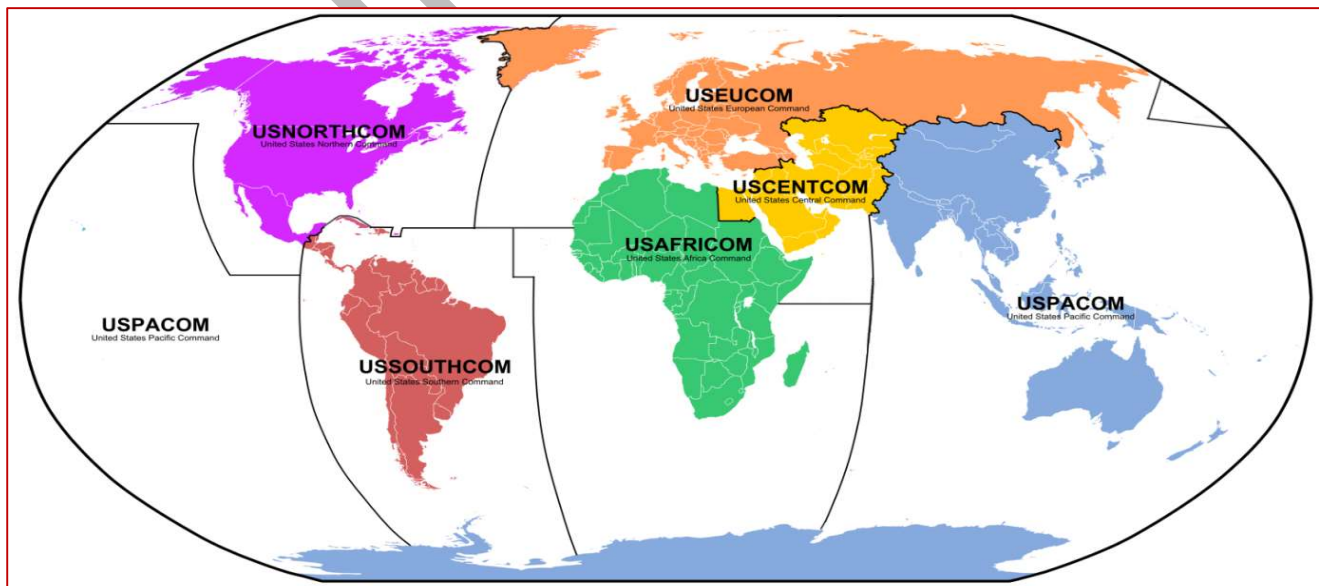 USEUCOM
United States European Command
USNORTHCOM
United States Northern Command
USCENTCOM
United States Central Command
USAFRICOM
United States Africa Command
USPACOM
United States Pacific Command
USPACOM
United States Pacific Command
USSOUTHCOM
United States Southern Command